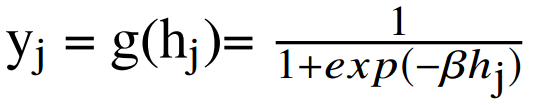 yⱼ = g(hⱼ)= 1/(1+exp(−βhⱼ))